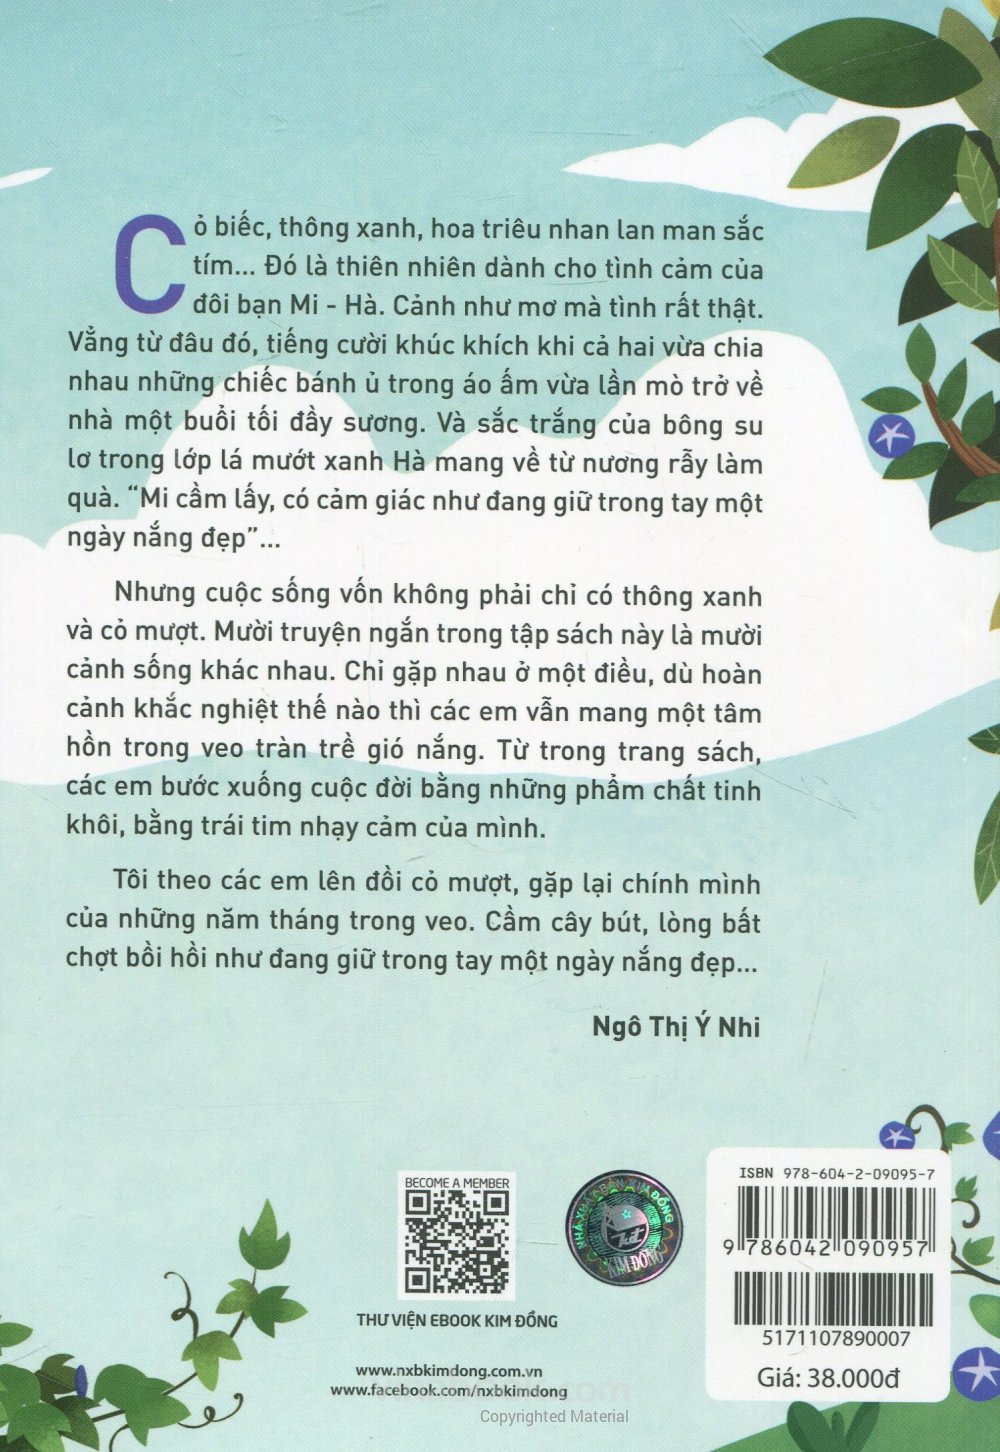 Cỏ biếc, thông xanh, hoa triêu nhan lan man sắc
tím... Đó là thiên nhiên dành cho tình cảm của
đôi bạn Mi - Hà. Cảnh như mơ mà tình rất thật.
Vẳng từ đâu đó, tiếng cười khúc khích khi cả hai vừa chia
nhau những chiếc bánh ủ trong áo ấm vừa lần mò trở về
nhà một buổi tối đầy sương. Và sắc trắng của bông su
lơ trong lớp lá mướt xanh Hà mang về từ nương rẫy làm
quà. “Mi cầm lấy, có cảm giác như đang giữ trong tay một
ngày nắng đẹp”...
Nhưng cuộc sống vốn không phải chỉ có thông xanh
và cỏ mượt. Mười truyện ngắn trong tập sách này là mười
cảnh sống khác nhau. Chỉ gặp nhau ở một điều, dù hoàn
cảnh khắc nghiệt thế nào thì các em vẫn mang một tâm
hồn trong veo tràn trề gió nắng. Từ trong trang sách,
các em bước xuống cuộc đời bằng những phẩm chất tinh
khôi, bằng trái tim nhạy cảm của mình.
Tôi theo các em lên đồi cỏ mượt, gặp lại chính mình
của những năm tháng trong veo. Cầm cây bút, lòng bất
chợt bồi hồi như đang giữ trong tay một ngày nắng đẹp...
Ngô Thị Ý Nhi
BECOME A MEMBER
THƯ VIỆN EBOOK KIM ĐỒNG
www.nxbkimdong.com.vn
www.facebook.com/nxbkimdong
NHÀ XUẤT BẢN KIM ĐỒNG
KIM ĐỒNG
ISBN 978-604-2-09095-7
9 786042 090957
5171107890007
Giá: 38.000đ
Copyrighted Material